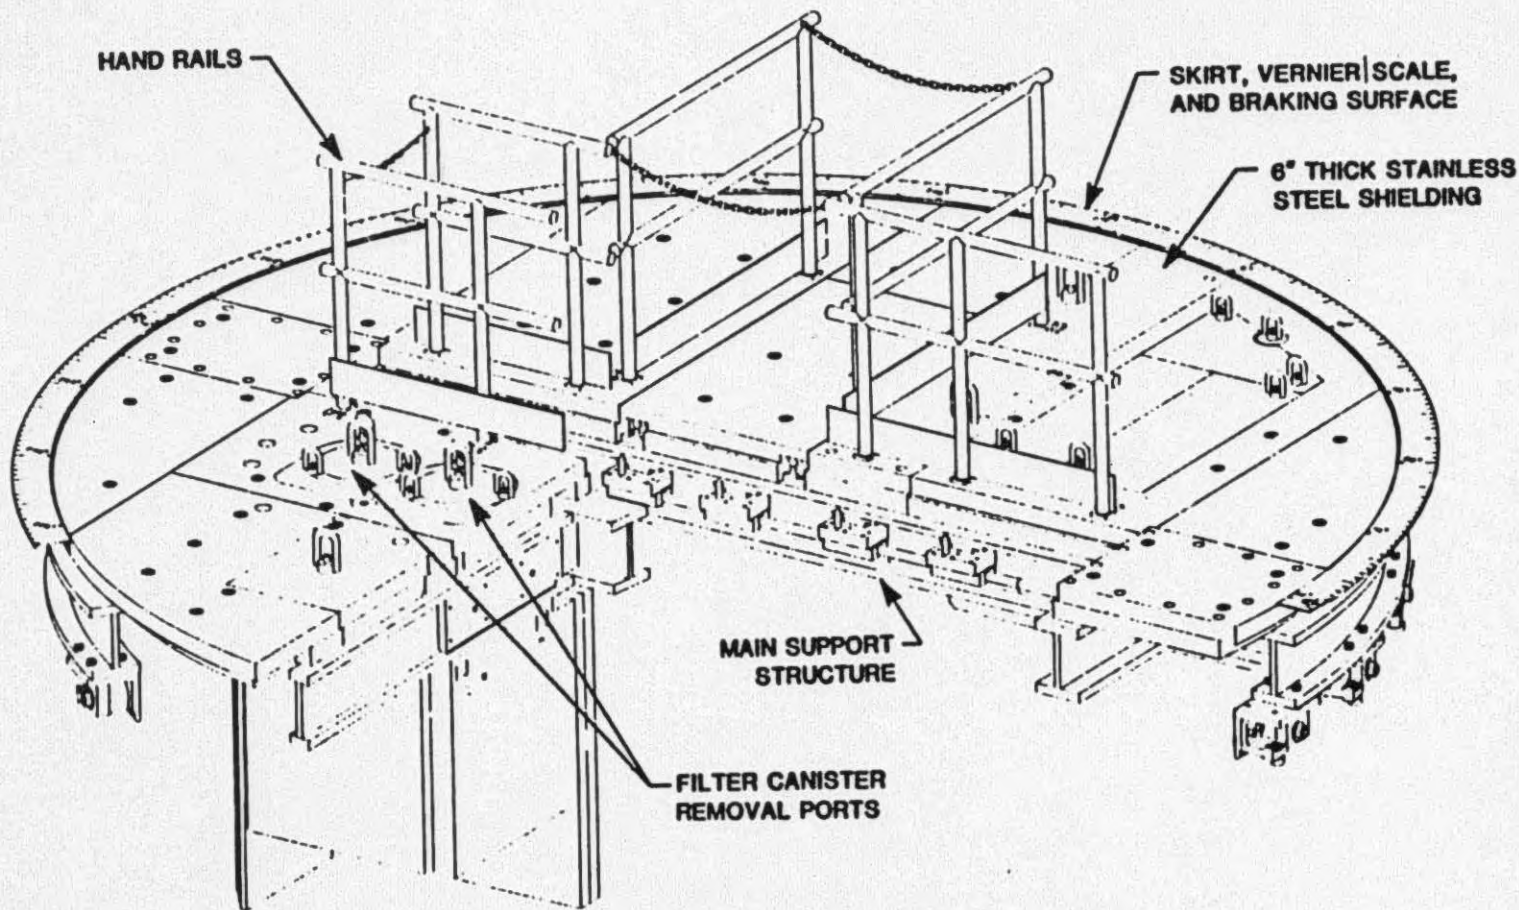 HAND RAILS
SKIRT, VERNIER SCALE,
AND BRAKING SURFACE
6" THICK STAINLESS
STEEL SHIELDING
MAIN SUPPORT
STRUCTURE
FILTER CANISTER
REMOVAL PORTS